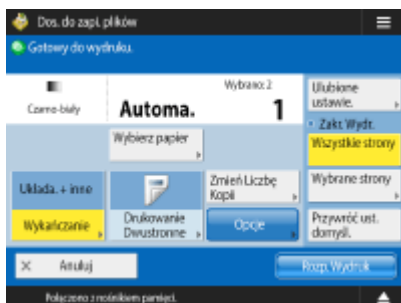 Dos. do zapi. plików
Gotowy do wydruku.
Wybrano: 2
Czarno-biały
Automa.
1
Ulubione
ustawie.
Zakt. Wydr.
Wszystkie strony
Wybierz papier
Układa. + inne
Wykańczanie
Drukowanie
Dwustronne
Zmień Liczbę
Kopii
Opcje
Wybrane strony
Przywróć ust.
domyśl.
× Anuluj
Rozp. Wydruk
Połączono z nośnikiem pamięci.